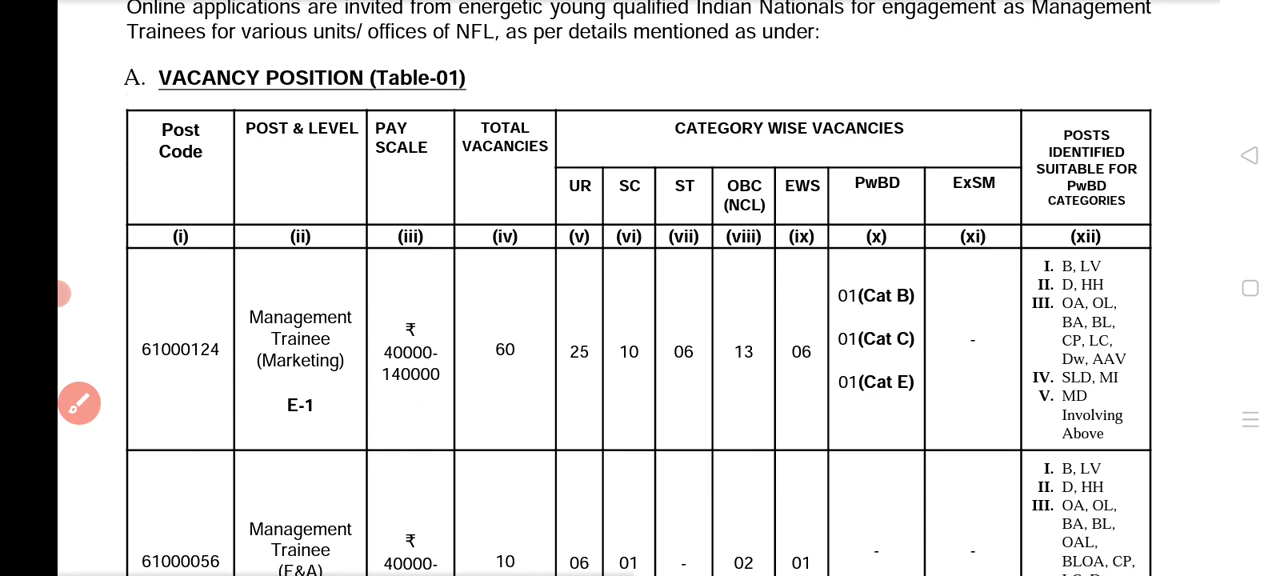 Online applications are invited from energetic young qualified Indian Nationals for engagement as Management
Trainees for various units/ offices of NFL, as per details mentioned as under:
A. VACANCY POSITION (Table-01)
Post Code
POST & LEVEL
PAY SCALE
TOTAL VACANCIES
CATEGORY WISE VACANCIES
POSTS IDENTIFIED SUITABLE FOR PwBD CATEGORIES
UR
SC
ST
OBC (NCL)
EWS
PwBD
ExSM
(i) (ii) (iii) (iv) (v) (vi) (vii) (viii) (ix) (x) (xi) (xii)
61000124
Management
Trainee
(Marketing)
E-1
₹
40000-
140000
60
25
10
06
13
06
01(Cat B)
01(Cat C)
01(Cat E)
-
I. B, LV
II. D, HH
III. OA, OL,
BA, BL,
CP, LC,
Dw, AAV
IV. SLD, MI
V. MD
Involving
Above
61000056
Management
Trainee
(F&A)
₹
40000-
10
06
01
-
02
01
-
-
I. B, LV
II. D, HH
III. OA, OL,
BA, BL,
OAL,
BLOA, CP,